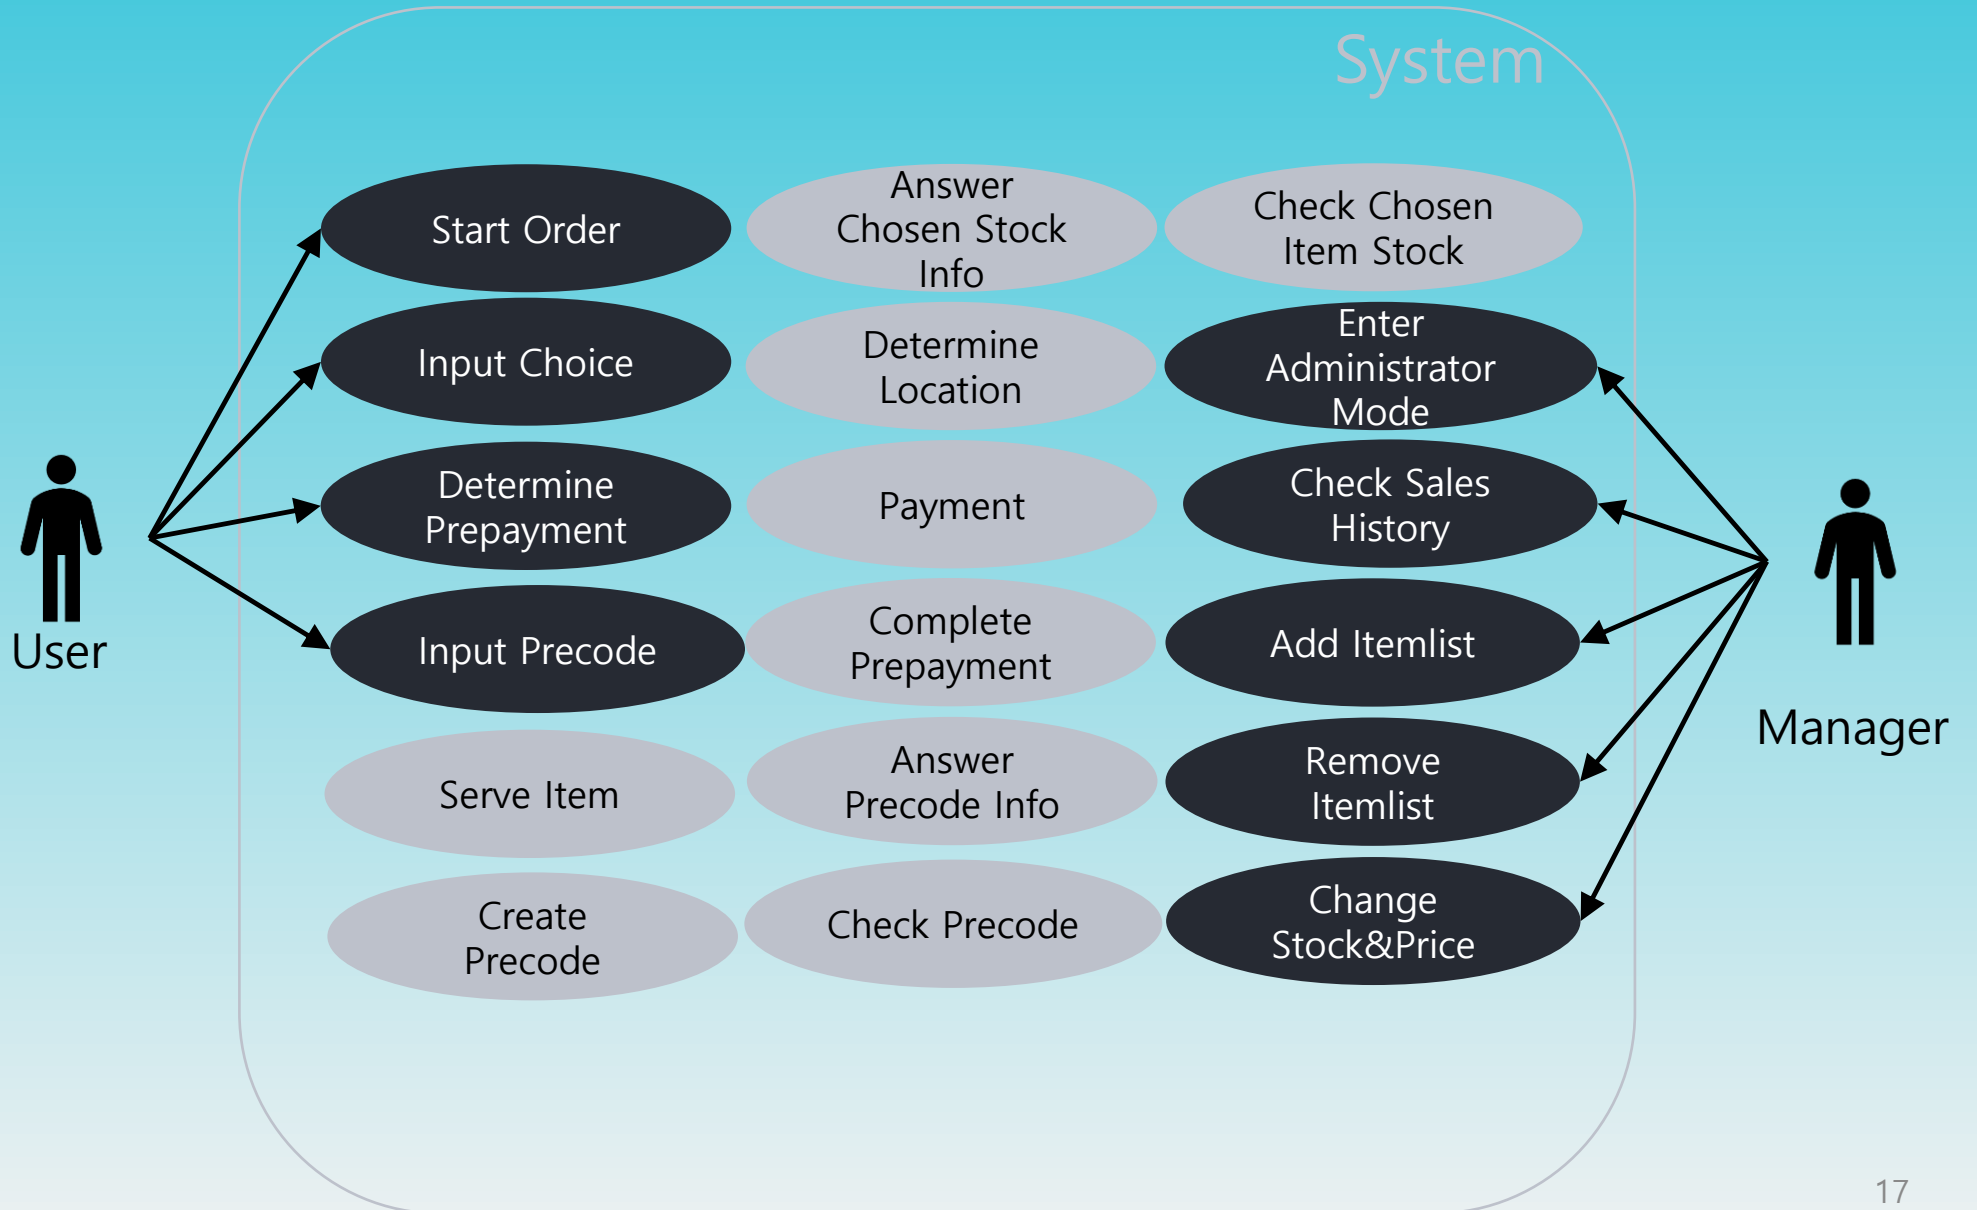 System
Start Order
Answer
Chosen Stock
Info
Check Chosen
Item Stock
Input Choice
Determine
Location
Enter
Administrator
Mode
Determine
Prepayment
Payment
Check Sales
History
Input Precode
Complete
Prepayment
Add Itemlist
User
Manager
Serve Item
Answer
Precode Info
Remove
Itemlist
Create
Precode
Check Precode
Change
Stock&Price
17